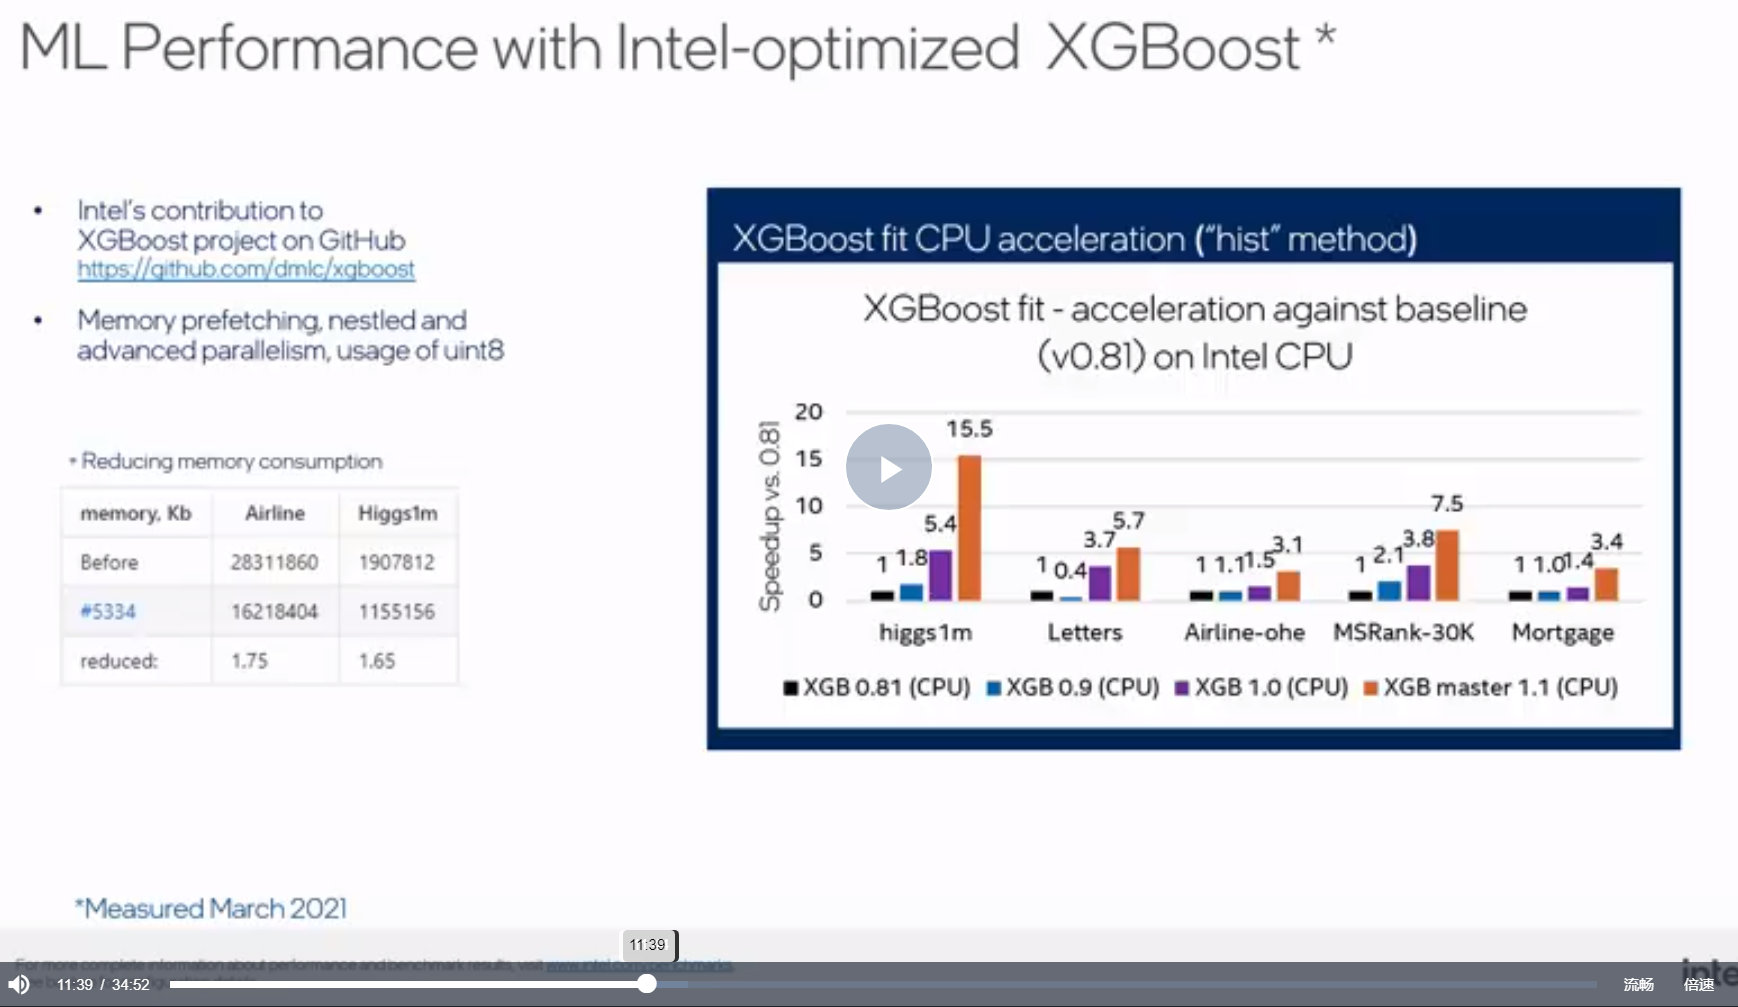 ML Performance with Intel-optimized XGBoost *
• Intel's contribution to
XGBoost project on GitHub
https://github.com/dmlc/xgboost
• Memory prefetching, nestled and
advanced parallelism, usage of uint8
• Reducing memory consumption
memory, Kb Airline Higgs1m
Before 28311860 1907812
#5334 16218404 1155156
reduced: 1.75 1.65
XGBoost fit CPU acceleration ("hist" method)
XGBoost fit - acceleration against baseline
(v0.81) on Intel CPU
Speedup vs. 0.81
20
15
10
5
0
1 1.8 5.4 15.5
1 0.4 3.7 5.7
1 1.1 1.5 3.1
1 2.1 3.8 7.5
1 1.0 1.4 3.4
higgs1m Letters Airline-ohe MSRank-30K Mortgage
XGB 0.81 (CPU) XGB 0.9 (CPU) XGB 1.0 (CPU) XGB master 1.1 (CPU)
*Measured March 2021
11:39
For more complete information about performance and benchmark results, visit www.intel.com/benchmarks
11:39 / 34:52
流畅 倍速